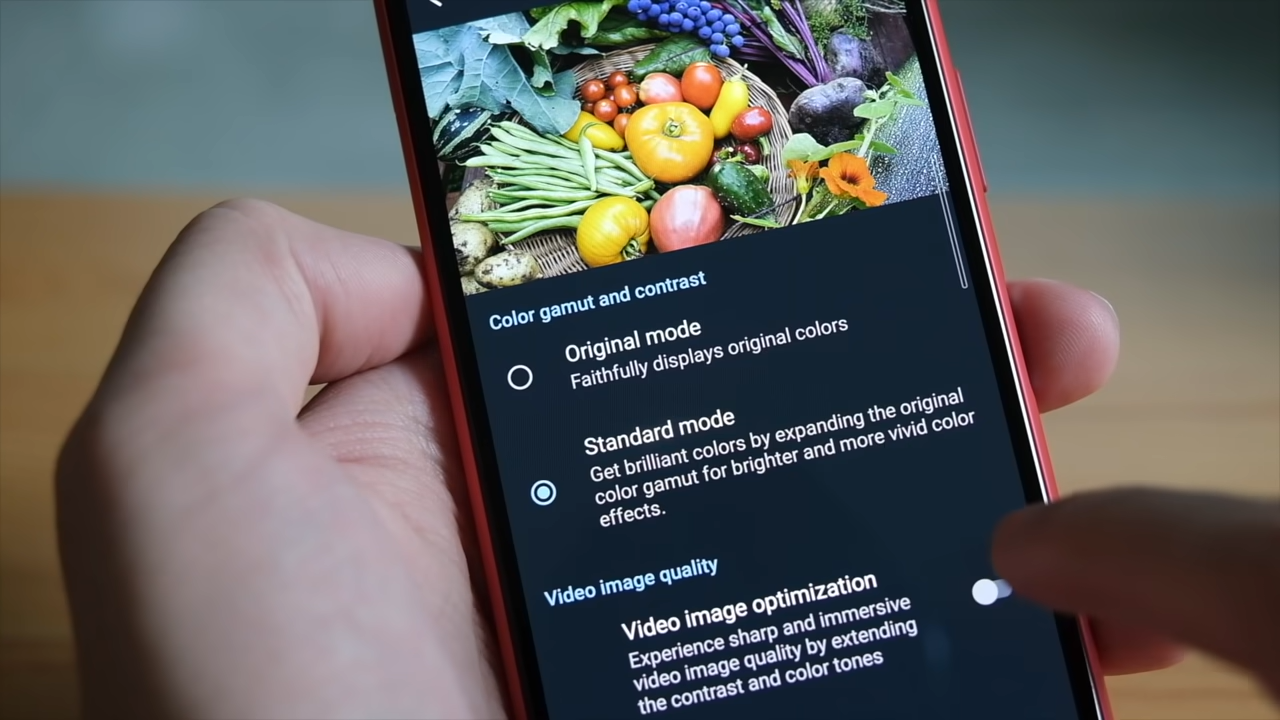 Color gamut and contrast
Original mode
Faithfully displays original colors
Standard mode
Get brilliant colors by expanding the original
color gamut for brighter and more vivid color
effects.
Video image quality
Video image optimization
Experience sharp and immersive
video image quality by extending
the contrast and color tones